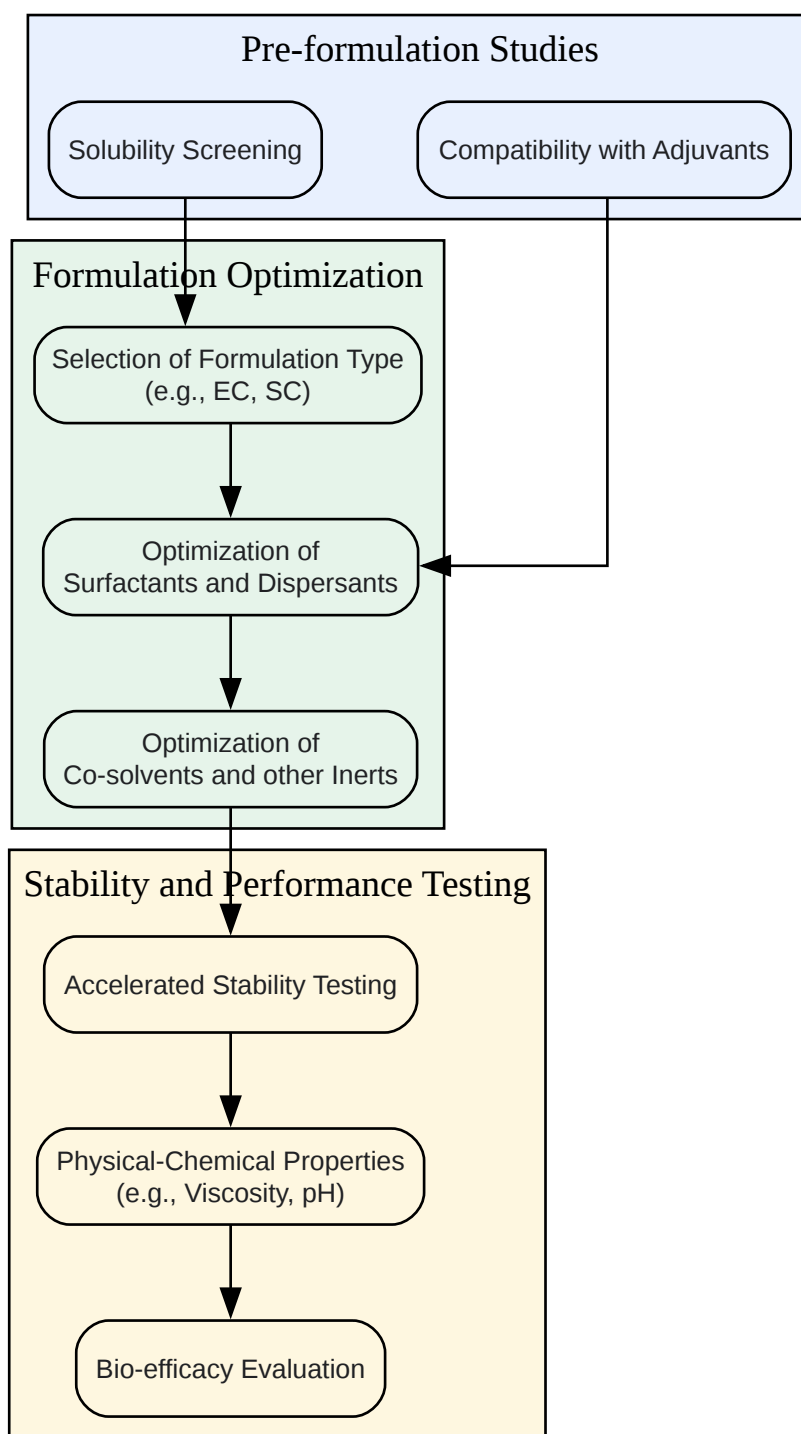 Pre-formulation Studies
Solubility Screening
Compatibility with Adjuvants
Formulation Optimization
Selection of Formulation Type
(e.g., EC, SC)
Optimization of
Surfactants and Dispersants
Optimization of
Co-solvents and other Inerts
Stability and Performance Testing
Accelerated Stability Testing
Physical-Chemical Properties
(e.g., Viscosity, pH)
Bio-efficacy Evaluation